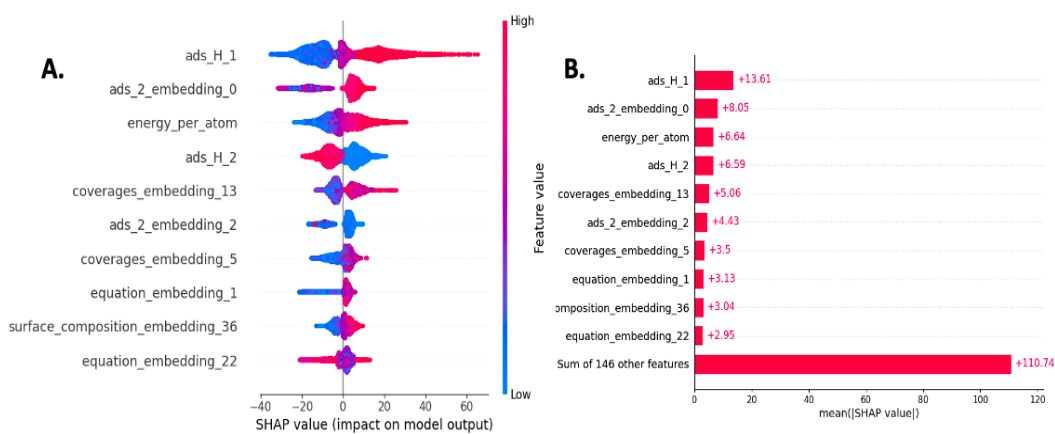 A.
ads_H_1
ads_2_embedding_0
energy_per_atom
ads_H_2
coverages_embedding_13
ads_2_embedding_2
coverages_embedding_5
equation_embedding_1
surface_composition_embedding_36
equation_embedding_22
−40 −20 0 20 40 60
SHAP value (impact on model output)
High
Low
Feature value
B.
ads_H_1 +13.61
ads_2_embedding_0 +8.05
energy_per_atom +6.64
ads_H_2 +6.59
coverages_embedding_13 +5.06
ads_2_embedding_2 +4.43
coverages_embedding_5 +3.5
equation_embedding_1 +3.13
omposition_embedding_36 +3.04
equation_embedding_22 +2.95
Sum of 146 other features +110.74
0 20 40 60 80 100 120
mean(|SHAP value|)